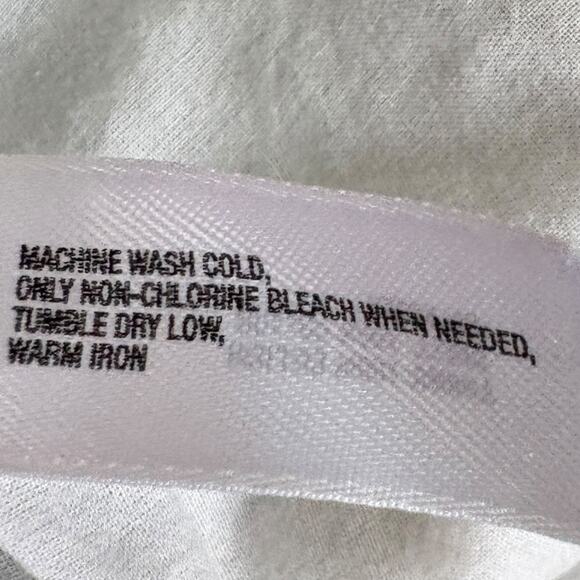 MACHINE WASH COLD,
ONLY NON-CHLORINE BLEACH WHEN NEEDED,
TUMBLE DRY LOW,
WARM IRON